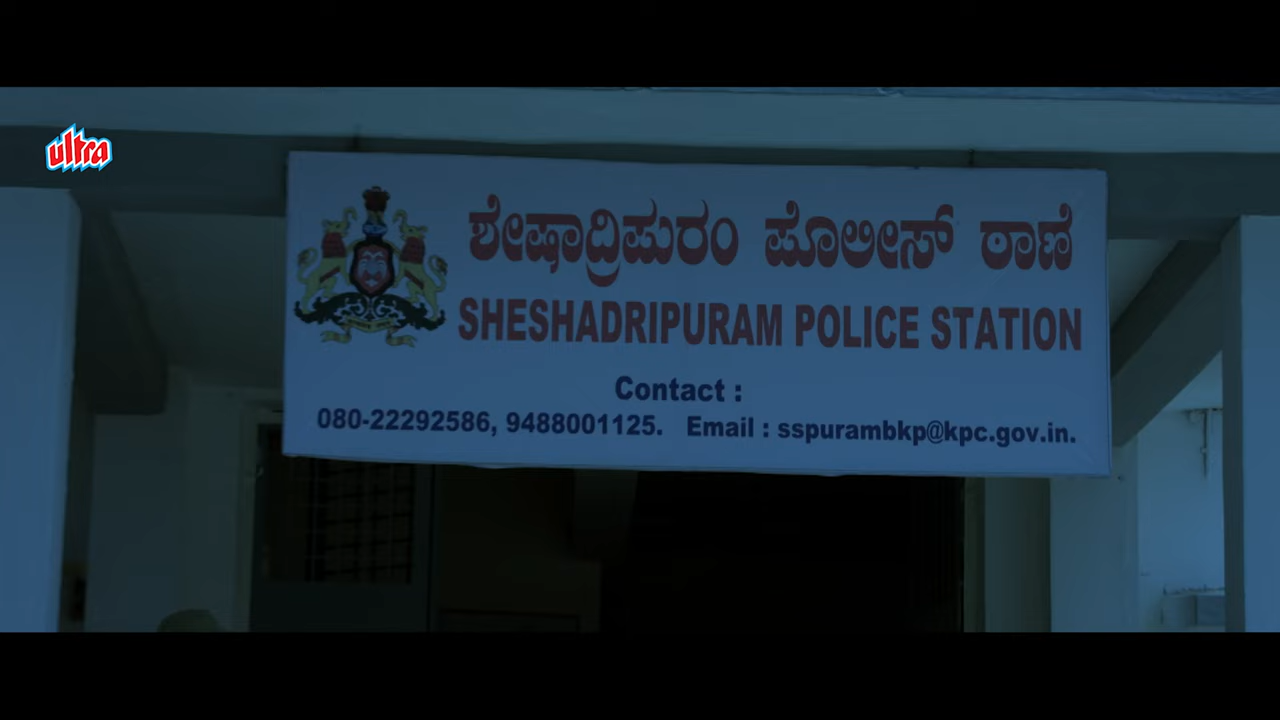 ultra
ಶೇಷಾದ್ರಿಪುರಂ ಪೊಲೀಸ್ ಠಾಣೆ
SHESHADRIPURAM POLICE STATION
Contact :
080-22292586, 9488001125. Email : sspurambkp@kpc.gov.in.